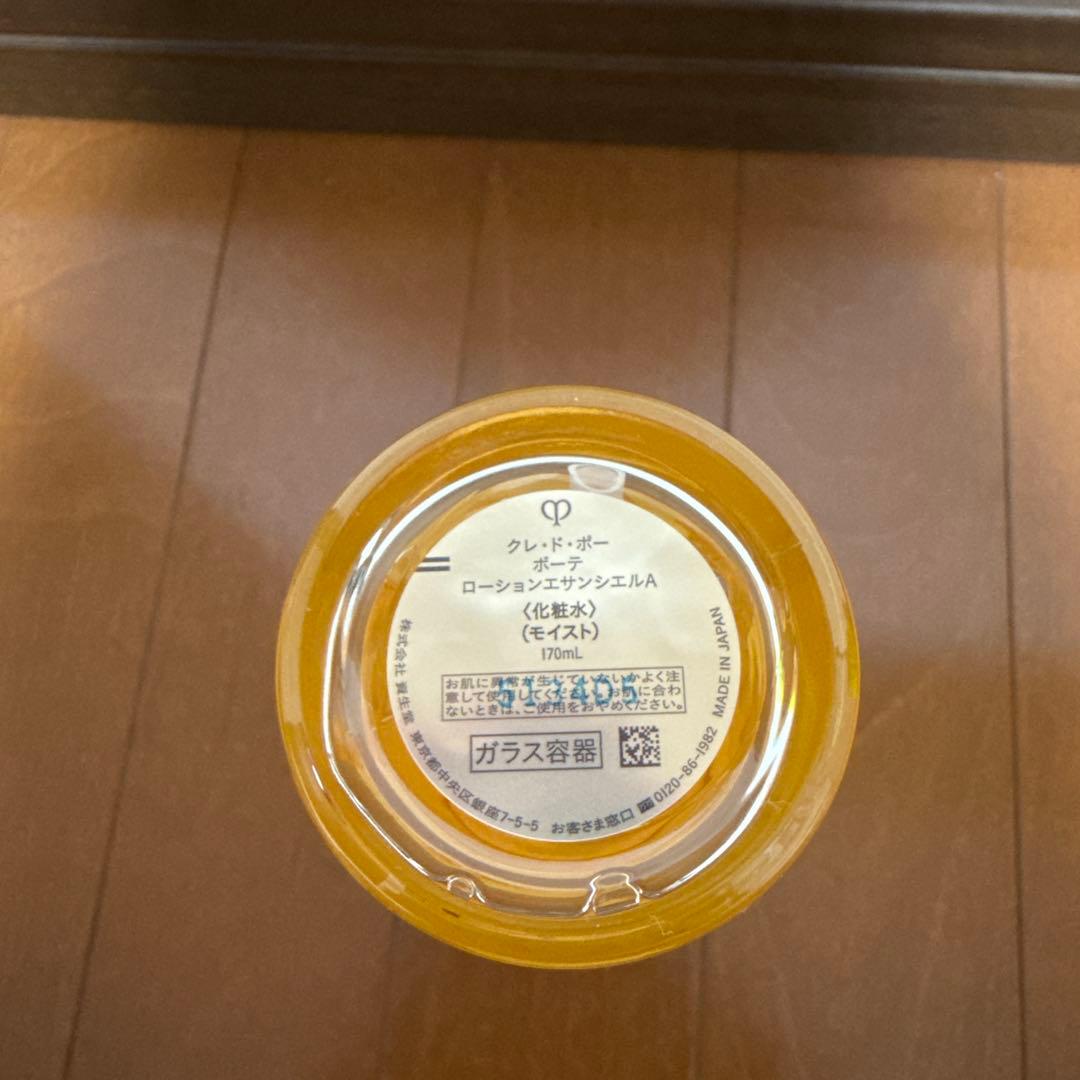 クレ・ド・ポー
ボーテ
ローションエサンシエルA
〈化粧水〉
(モイスト)
170mL
お肌に異常が生じていないかよく注
意して使用してください。お肌に合わ
ないときは、ご使用をおやめください。
ガラス容器
株式会社 資生堂 東京都中央区銀座7-5-5 お客さま窓口 0120-86-1982 MADE IN JAPAN